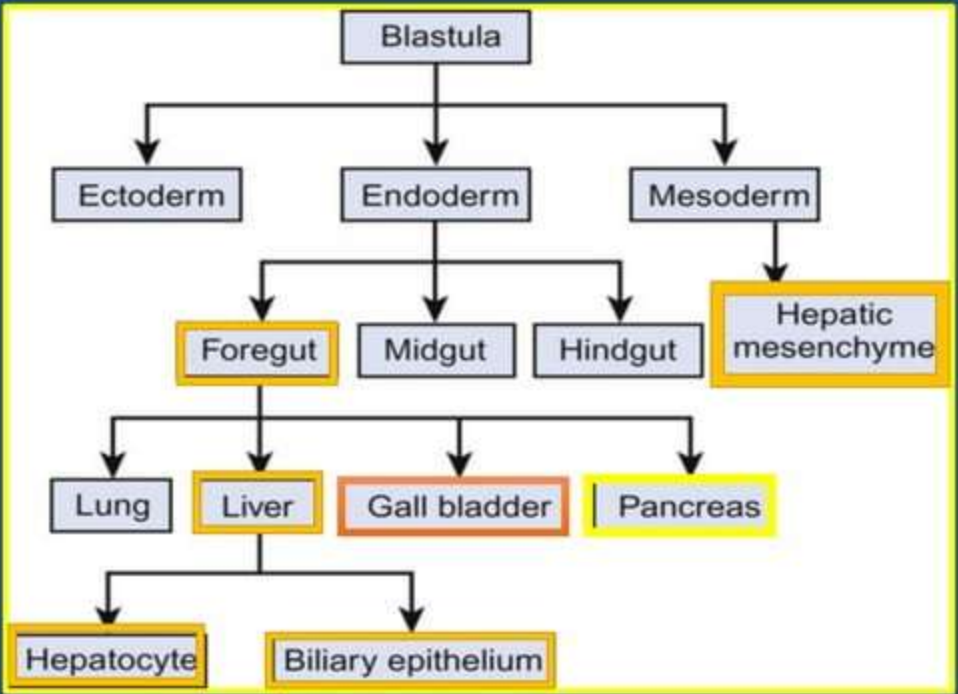 Blastula
Ectoderm
Endoderm
Mesoderm
Foregut
Midgut
Hindgut
Hepatic
mesenchyme
Lung
Liver
Gall bladder
Pancreas
Hepatocyte
Biliary epithelium